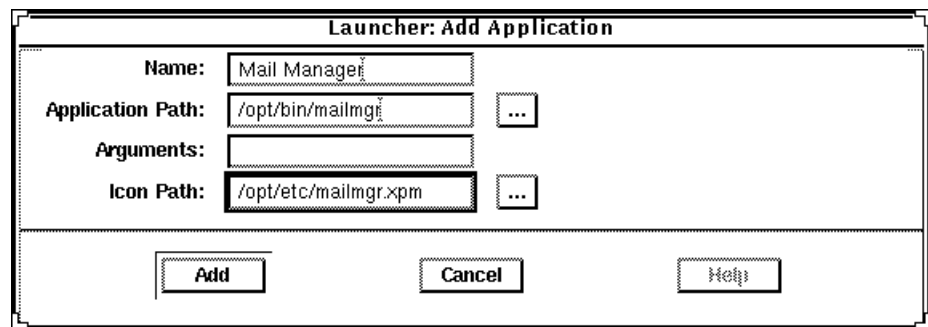 Launcher: Add Application
Name: Mail Manager
Application Path: /opt/bin/mailmgr ...
Arguments:
Icon Path: /opt/etc/mailmgr.xpm ...
Add Cancel Help